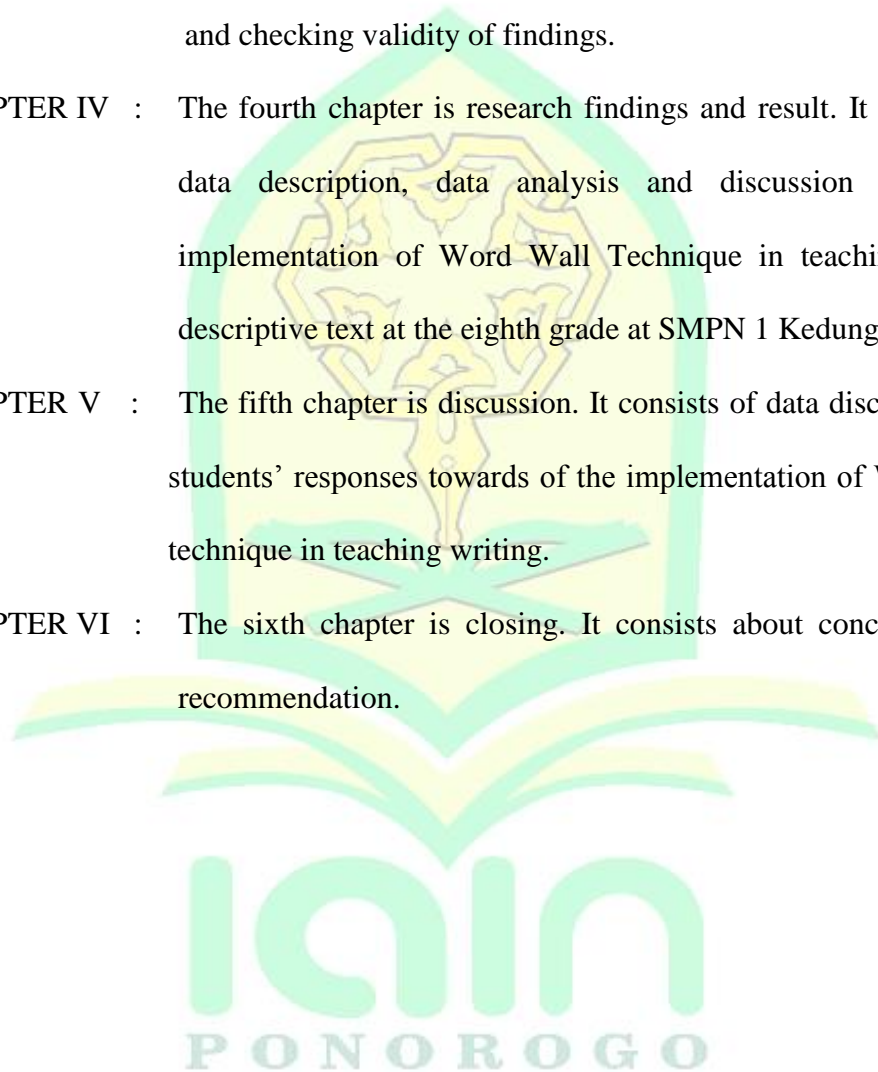 and checking validity of findings.
PTER IV : The fourth chapter is research findings and result. It
data description, data analysis and discussion
implementation of Word Wall Technique in teachi
descriptive text at the eighth grade at SMPN 1 Kedung
PTER V : The fifth chapter is discussion. It consists of data disc
students’ responses towards of the implementation of
technique in teaching writing.
PTER VI : The sixth chapter is closing. It consists about conc
recommendation.
iain
PONOROGO